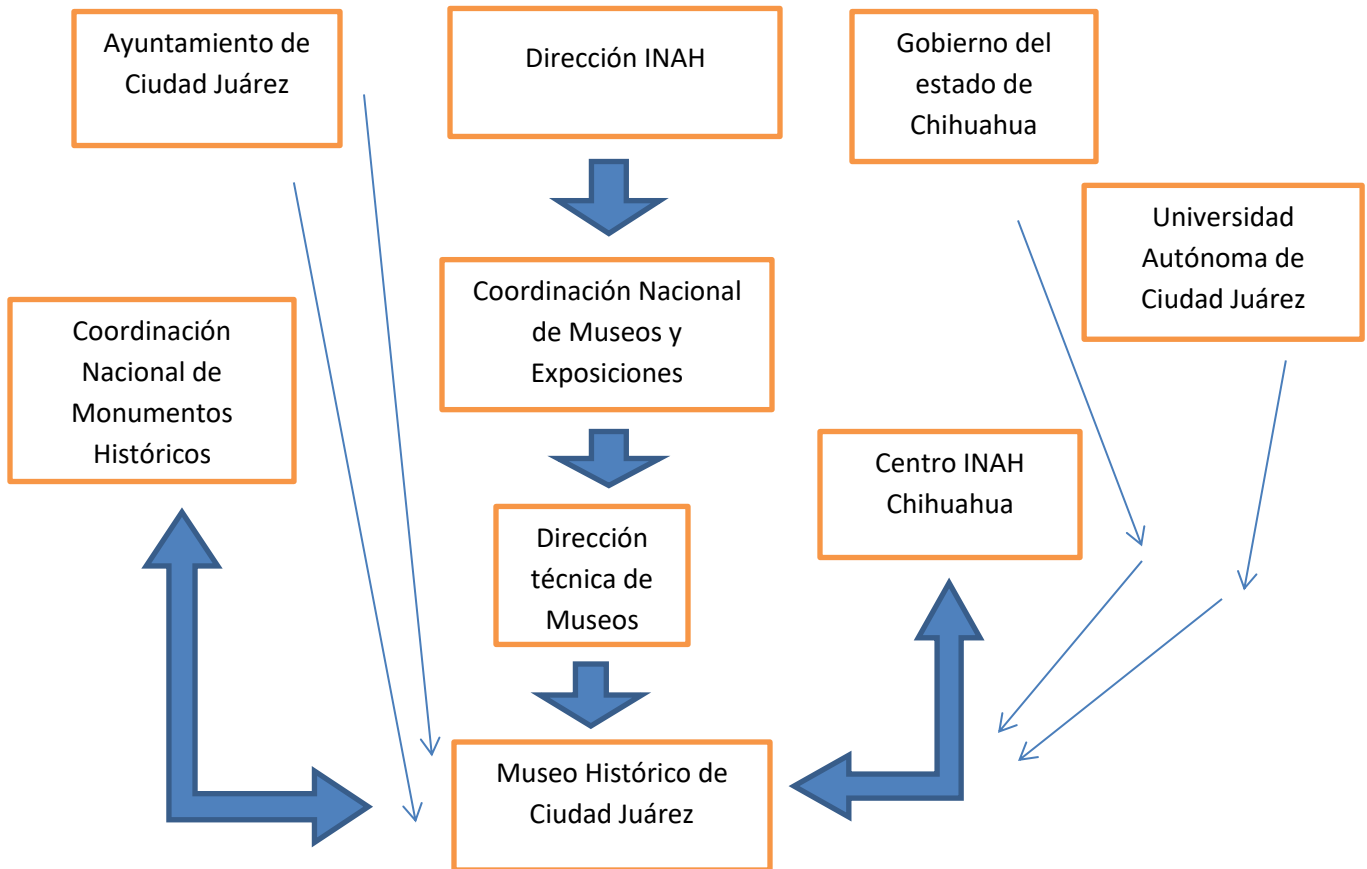 Ayuntamiento de
Ciudad Juárez
Dirección INAH
Gobierno del
estado de
Chihuahua
Universidad
Autónoma de
Ciudad Juárez
Coordinación Nacional
de Museos y
Exposiciones
Coordinación
Nacional de
Monumentos
Históricos
Centro INAH
Chihuahua
Dirección
técnica de
Museos
Museo Histórico de
Ciudad Juárez